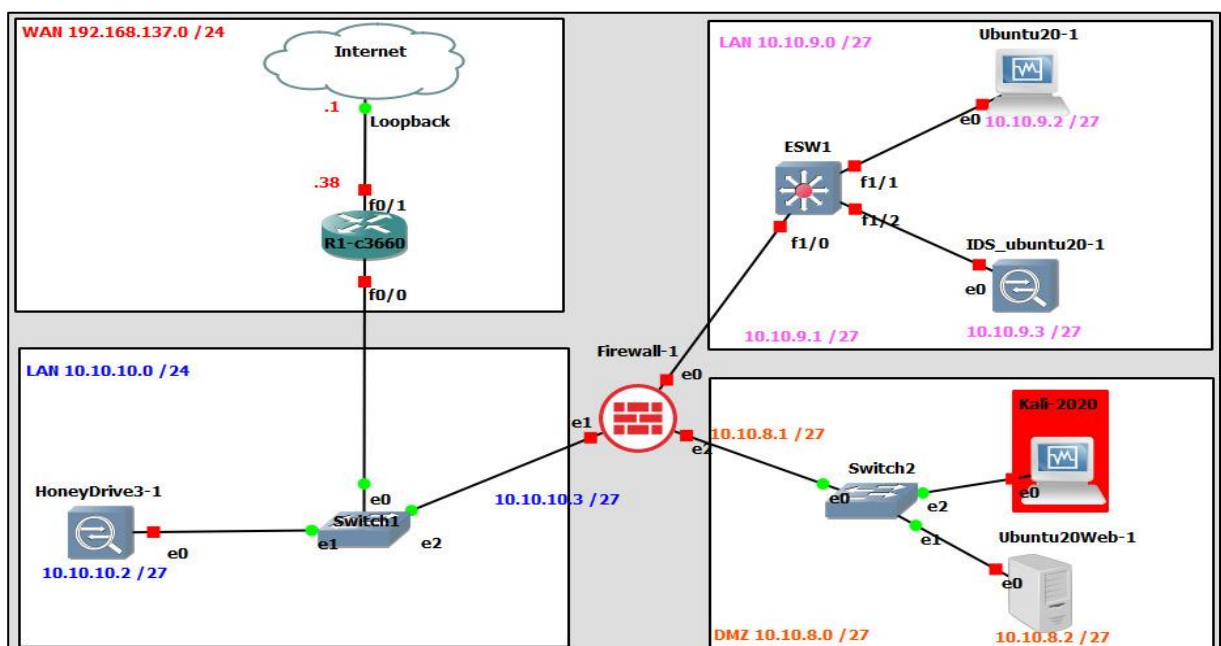 WAN 192.168.137.0 /24
Internet
.1
Loopback
.38
f0/1
R1-c3660
f0/0
LAN 10.10.9.0 /27
Ubuntu20-1
e0
10.10.9.2 /27
ESW1
f1/1
f1/2
f1/0
IDS_ubuntu20-1
e0
10.10.9.1 /27
10.10.9.3 /27
LAN 10.10.10.0 /24
Firewall-1
e0
e1
e2
10.10.8.1 /27
HoneyDrive3-1
e0
10.10.10.2 /27
e0
Switch1
e1
e2
10.10.10.3 /27
Kali-2020
e0
Switch2
e0
e2
e1
Ubuntu20Web-1
e0
DMZ 10.10.8.0 /27
10.10.8.2 /27